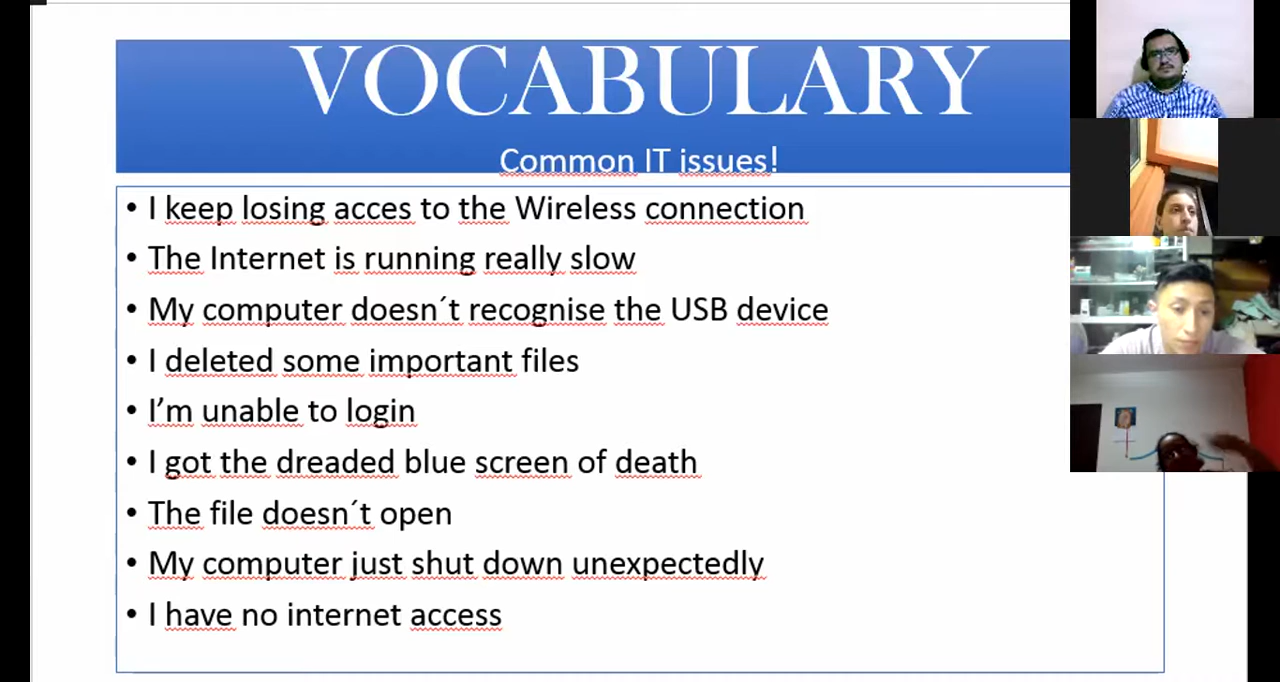 VOCABULARY
Common IT issues!
• I keep losing acces to the Wireless connection
• The Internet is running really slow
• My computer doesn´t recognise the USB device
• I deleted some important files
• I’m unable to login
• I got the dreaded blue screen of death
• The file doesn´t open
• My computer just shut down unexpectedly
• I have no internet access